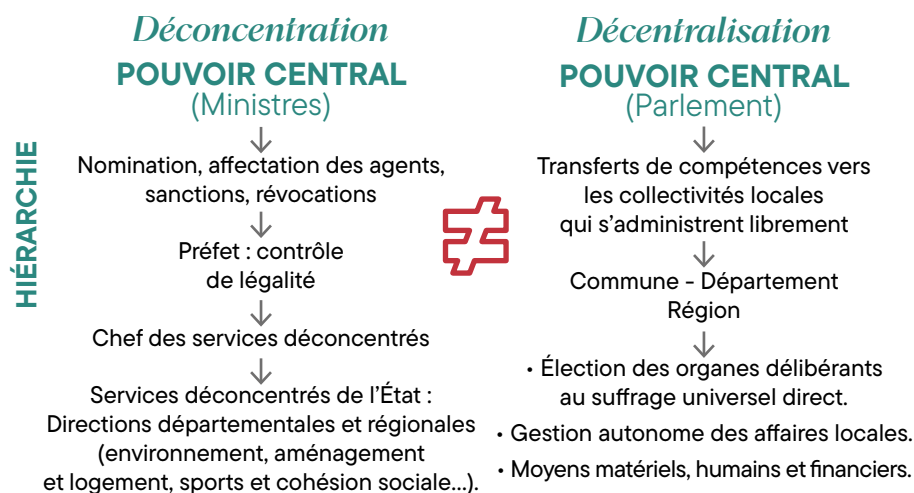 Déconcentration
POUVOIR CENTRAL
(Ministres)
HIÉRARCHIE
Nomination, affectation des agents,
sanctions, révocations
Préfet : contrôle
de légalité
Chef des services déconcentrés
Services déconcentrés de l’État :
Directions départementales et régionales
(environnement, aménagement
et logement, sports et cohésion sociale...).
≠
Décentralisation
POUVOIR CENTRAL
(Parlement)
Transferts de compétences vers
les collectivités locales
qui s’administrent librement
Commune - Département
Région
• Élection des organes délibérants
au suffrage universel direct.
• Gestion autonome des affaires locales.
• Moyens matériels, humains et financiers.